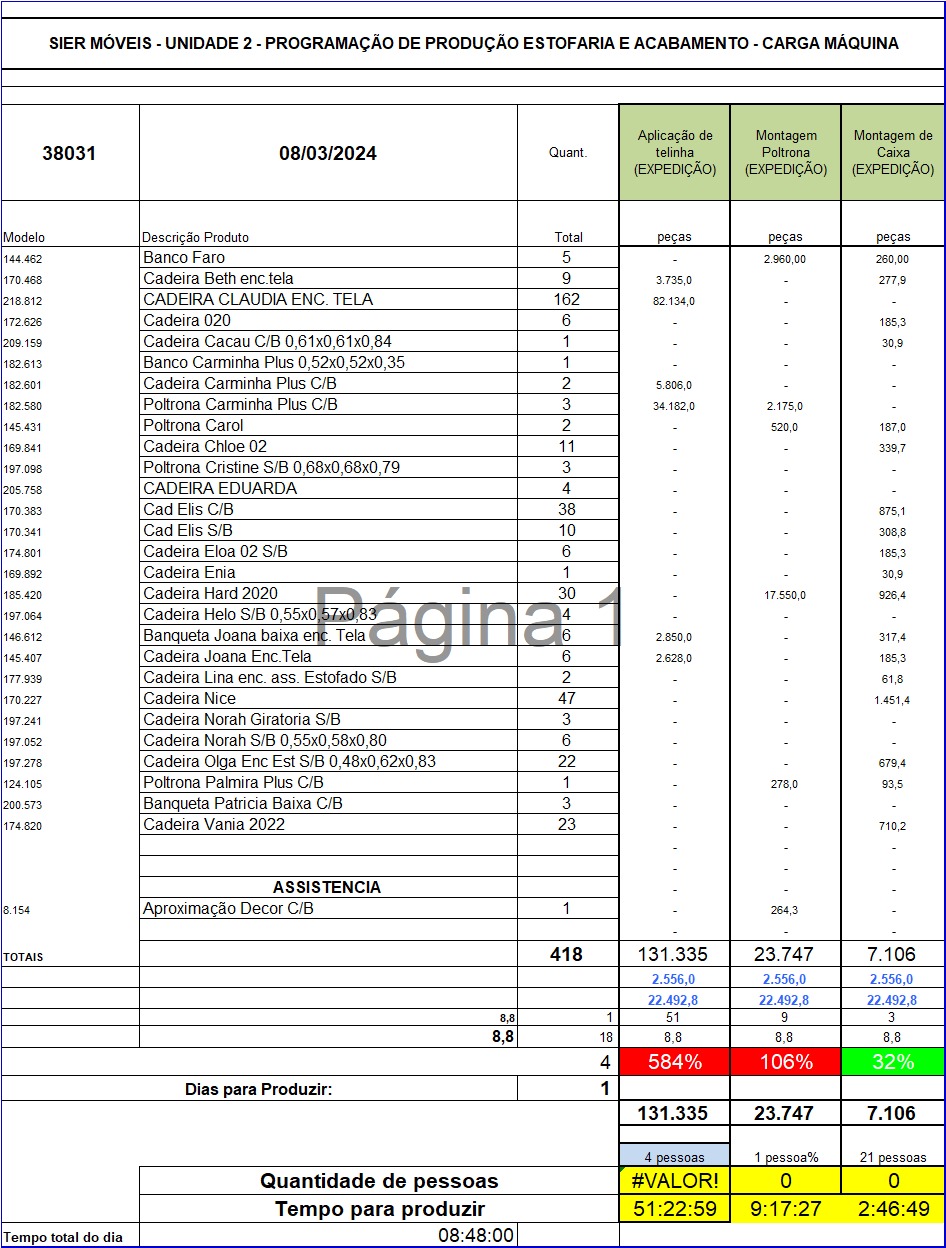 SIER MÓVEIS - UNIDADE 2 - PROGRAMAÇÃO DE PRODUÇÃO ESTOFARIA E ACABAMENTO - CARGA MÁQUINA
38031 08/03/2024 Quant. Aplicação de telinha (EXPEDIÇÃO) Montagem Poltrona (EXPEDIÇÃO) Montagem de Caixa (EXPEDIÇÃO)
Modelo Descrição Produto Total peças peças peças
144.462 Banco Faro 5 - 2.960,00 260,00
170.468 Cadeira Beth enc.tela 9 3.735,0 - 277,9
218.812 CADEIRA CLAUDIA ENC. TELA 162 82.134,0 - -
172.626 Cadeira 020 6 - - 185,3
209.159 Cadeira Cacau C/B 0,61x0,61x0,84 1 - - 30,9
182.613 Banco Carminha Plus 0,52x0,52x0,35 1 - - -
182.601 Cadeira Carminha Plus C/B 2 5.806,0 - -
182.580 Poltrona Carminha Plus C/B 3 34.182,0 2.175,0 -
145.431 Poltrona Carol 2 - 520,0 187,0
169.841 Cadeira Chloe 02 11 - - 339,7
197.098 Poltrona Cristine S/B 0,68x0,68x0,79 3 - - -
205.758 CADEIRA EDUARDA 4 - - -
170.383 Cad Elis C/B 38 - - 875,1
170.341 Cad Elis S/B 10 - - 308,8
174.801 Cadeira Eloa 02 S/B 6 - - 185,3
169.892 Cadeira Enia 1 - - 30,9
185.420 Cadeira Hard 2020 30 - 17.550,0 926,4
197.064 Cadeira Helo S/B 0,55x0,57x0,83 4 - - -
Página 1
146.612 Banqueta Joana baixa enc. Tela 6 2.850,0 - 317,4
145.407 Cadeira Joana Enc.Tela 6 2.628,0 - 185,3
177.939 Cadeira Lina enc. ass. Estofado S/B 2 - - 61,8
170.227 Cadeira Nice 47 - - 1.451,4
197.241 Cadeira Norah Giratoria S/B 3 - - -
197.052 Cadeira Norah S/B 0,55x0,58x0,80 6 - - -
197.278 Cadeira Olga Enc Est S/B 0,48x0,62x0,83 22 - - 679,4
124.105 Poltrona Palmira Plus C/B 1 - 278,0 93,5
200.573 Banqueta Patricia Baixa C/B 3 - - -
174.820 Cadeira Vania 2022 23 - - 710,2
- - -
- - -
ASSISTENCIA - - -
8.154 Aproximação Decor C/B 1 - 264,3 -
- - -
TOTAIS 418 131.335 23.747 7.106
2.556,0 2.556,0 2.556,0
22.492,8 22.492,8 22.492,8
8,8 1 51 9 3
8,8 18 8,8 8,8 8,8
4 584% 106% 32%
Dias para Produzir: 1
131.335 23.747 7.106
4 pessoas 1 pessoa% 21 pessoas
Quantidade de pessoas #VALOR! 0 0
Tempo para produzir 51:22:59 9:17:27 2:46:49
Tempo total do dia 08:48:00